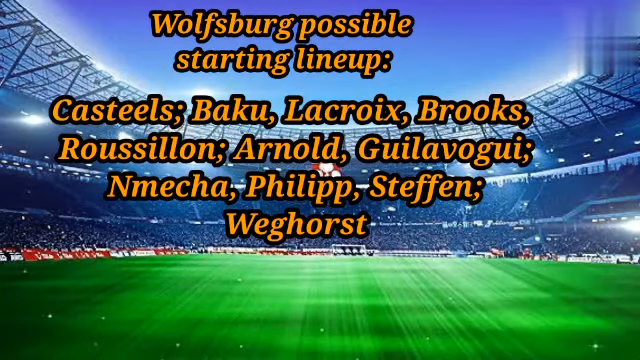 Wolfsburg possible
starting lineup:
Casteels; Baku, Lacroix, Brooks,
Roussillon; Arnold, Guilavogui;
Nmecha, Philipp, Steffen;
Weghorst